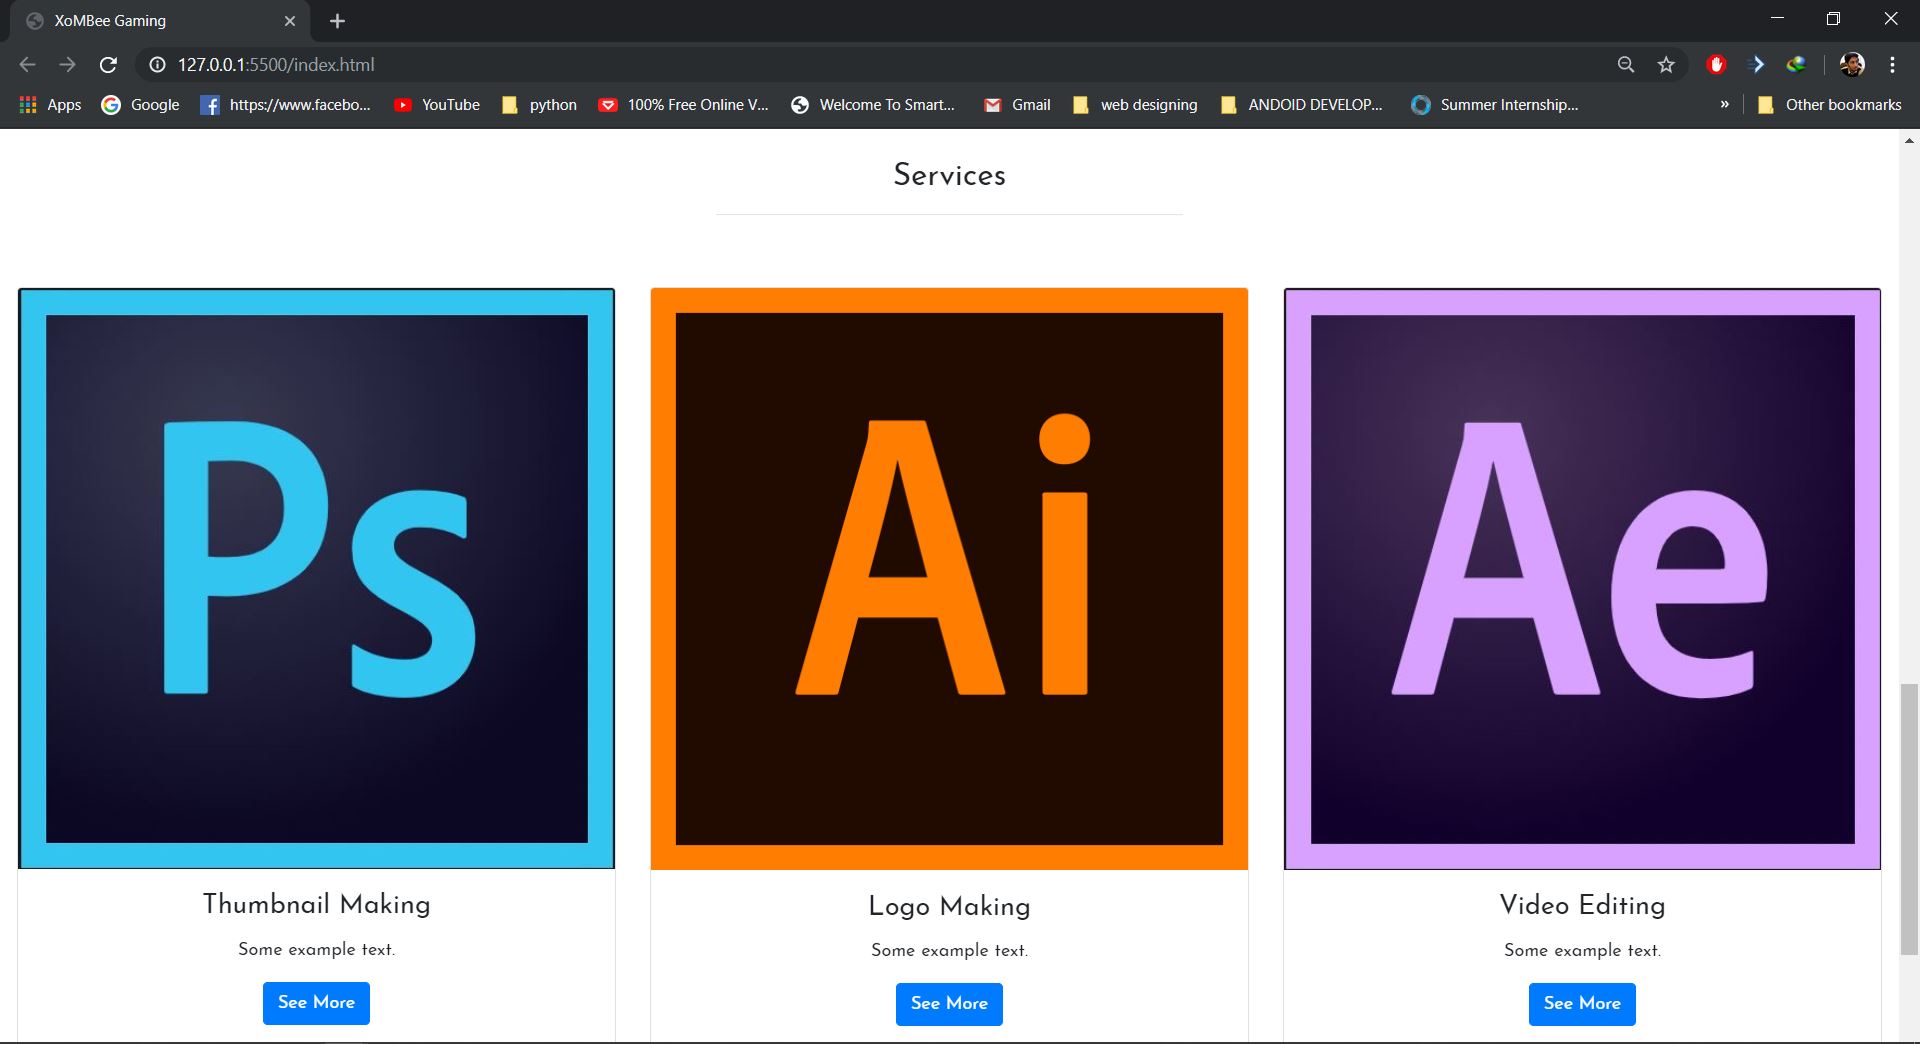 XoMBee Gaming
127.0.0.1:5500/index.html
Apps Google https://www.facebo... YouTube python 100% Free Online V... Welcome To Smart... Gmail web designing ANDOID DEVELOP... Summer Internship... » Other bookmarks
Services
Ps Ai Ae
Thumbnail Making Logo Making Video Editing
Some example text. Some example text. Some example text.
See More See More See More